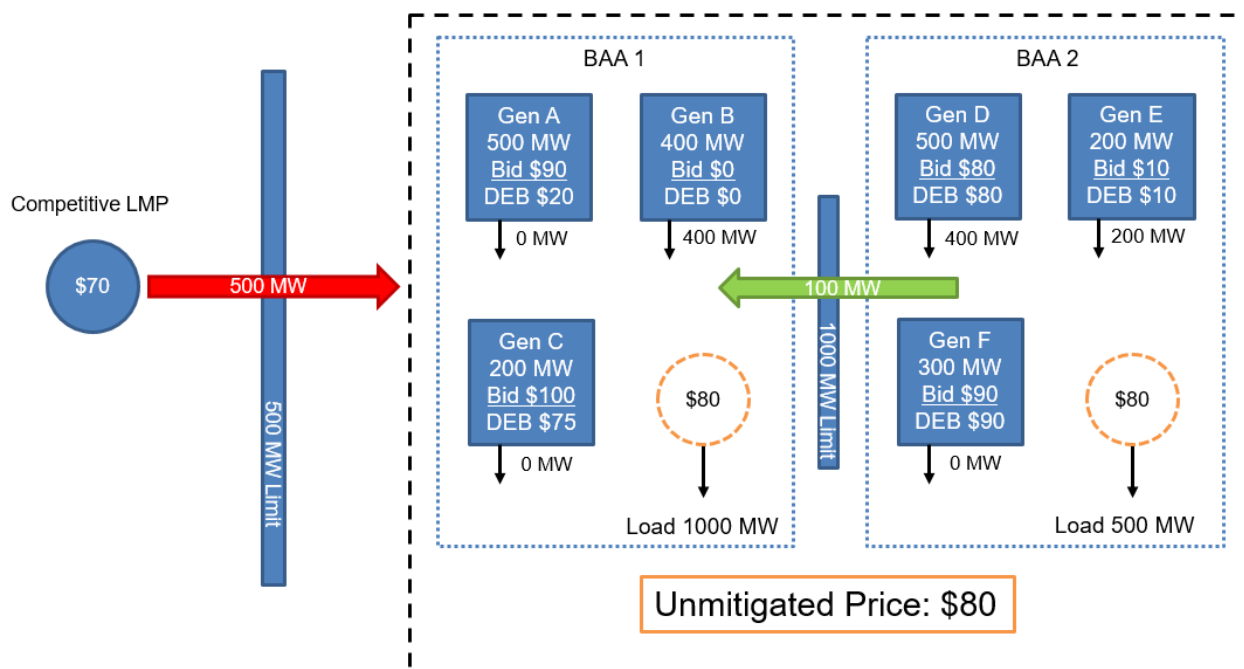 Competitive LMP
$70
500 MW
500 MW Limit
BAA 1
Gen A
500 MW
Bid $90
DEB $20
0 MW
Gen B
400 MW
Bid $0
DEB $0
400 MW
Gen C
200 MW
Bid $100
DEB $75
0 MW
$80
Load 1000 MW
100 MW
1000 MW Limit
BAA 2
Gen D
500 MW
Bid $80
DEB $80
400 MW
Gen E
200 MW
Bid $10
DEB $10
200 MW
Gen F
300 MW
Bid $90
DEB $90
0 MW
$80
Load 500 MW
Unmitigated Price: $80